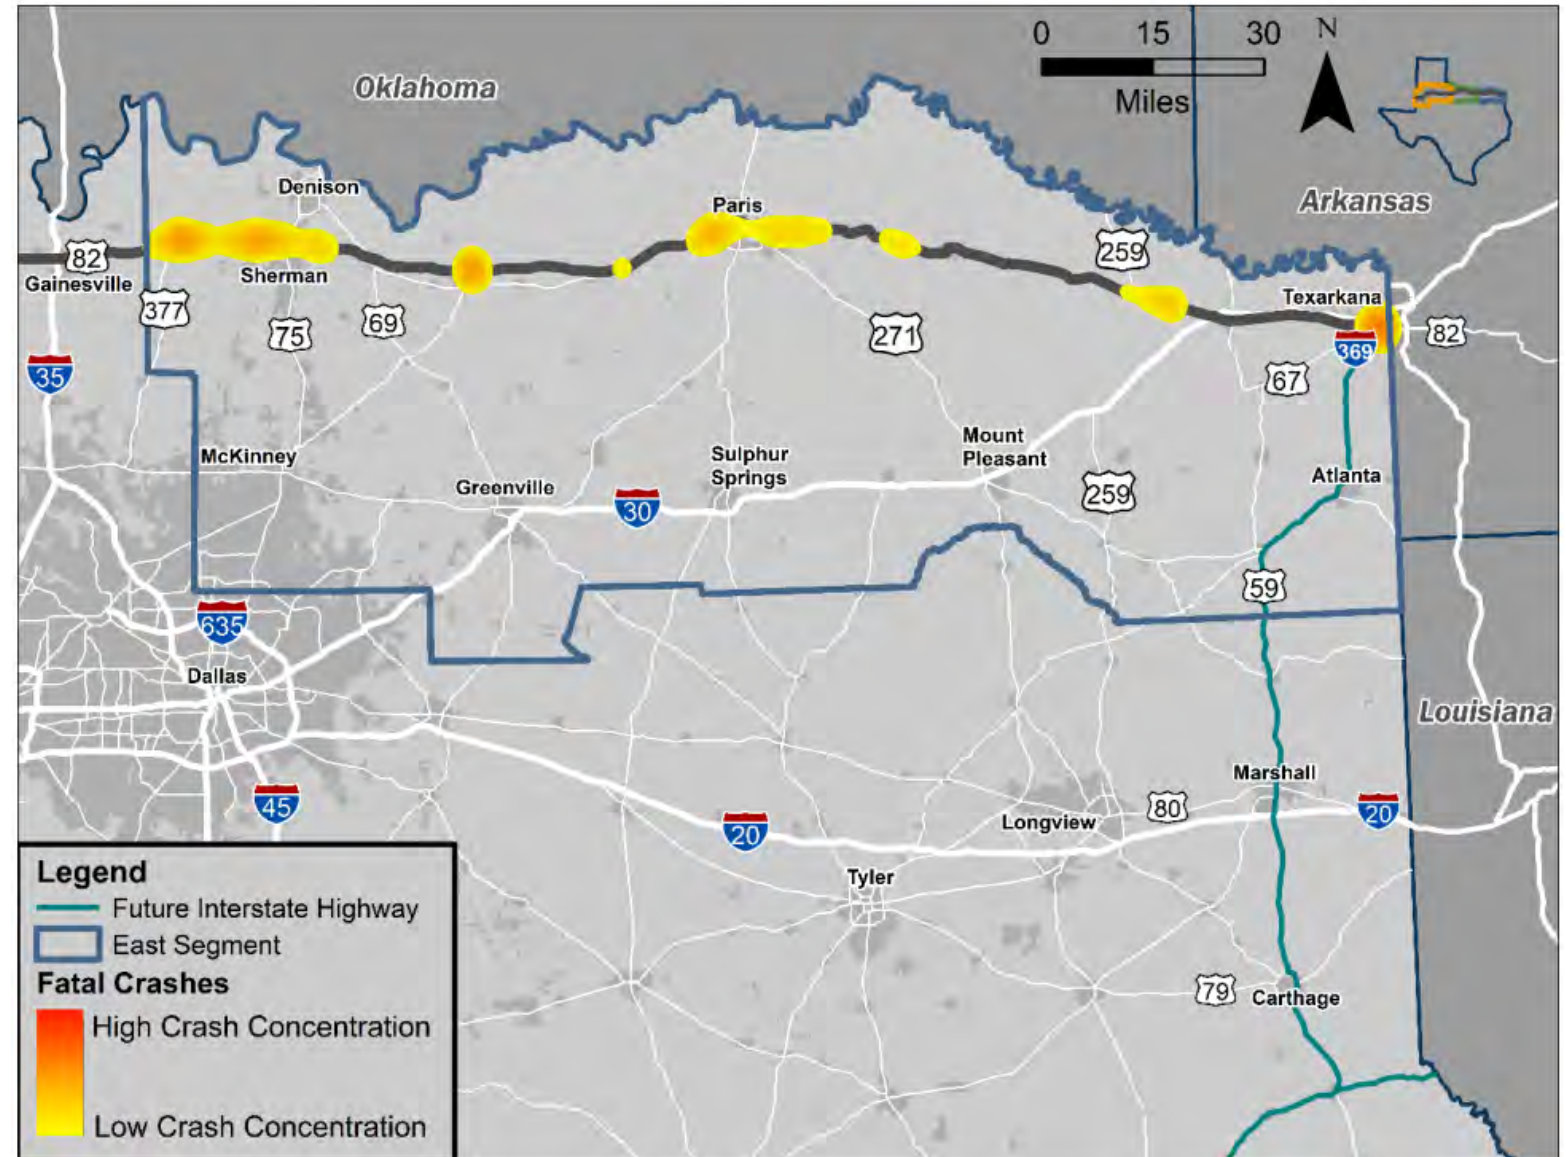 0 15 30
N
Miles
Oklahoma
Arkansas
Louisiana
Denison
Paris
82
Gainesville
Sherman
377
75
69
259
Texarkana
82
369
271
67
35
McKinney
Greenville
Sulphur
Springs
30
Mount
Pleasant
259
Atlanta
59
635
Dallas
45
20
Longview
80
Marshall
20
Tyler
79
Carthage
Legend
Future Interstate Highway
East Segment
Fatal Crashes
High Crash Concentration
Low Crash Concentration